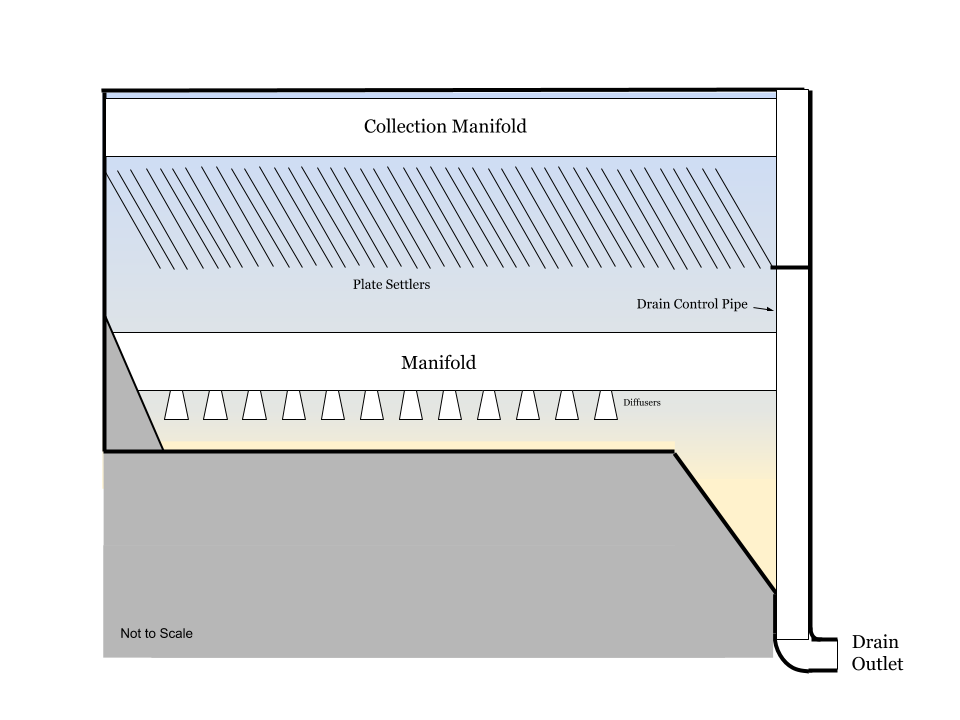 Collection Manifold
Plate Settlers
Drain Control Pipe
Manifold
Diffusers
Not to Scale
Drain
Outlet